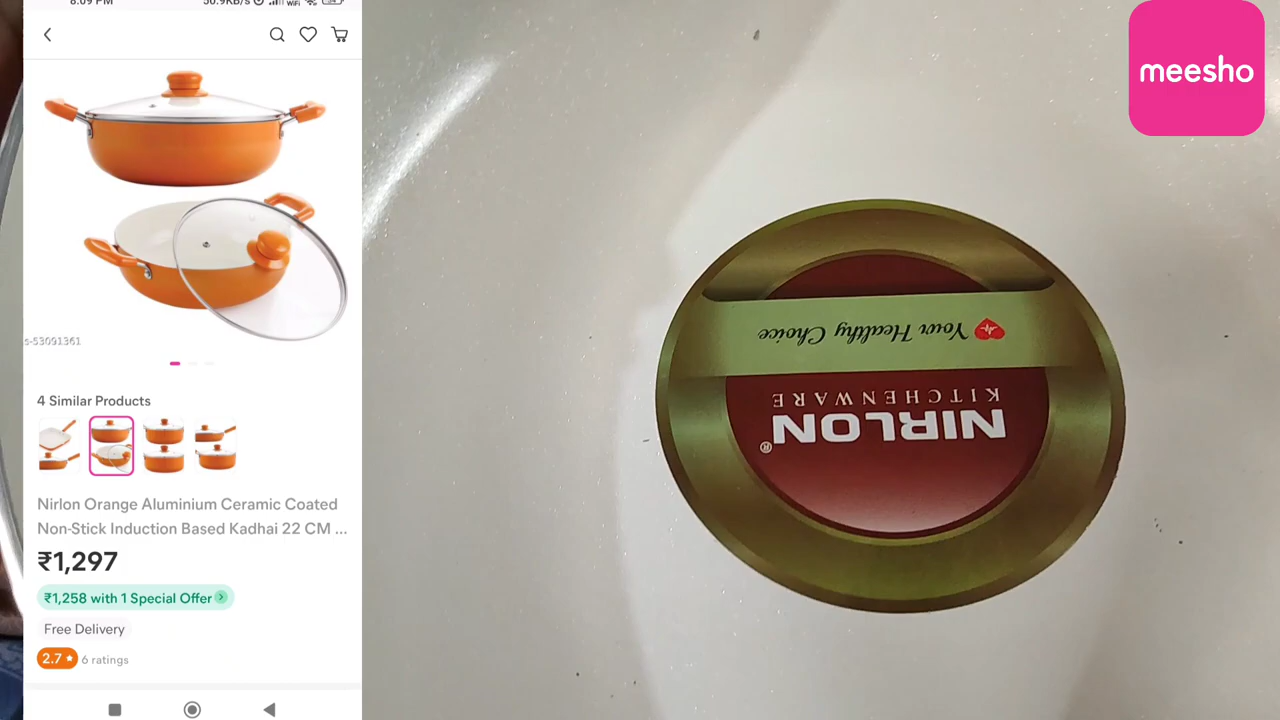 8:09 PM
50.9KB/s
s-53091361
4 Similar Products
Nirlon Orange Aluminium Ceramic Coated
Non-Stick Induction Based Kadhai 22 CM ...
₹1,297
₹1,258 with 1 Special Offer
Free Delivery
2.7 ★ 6 ratings
meesho
Your Healthy Choice
KITCHENWARE
NIRLON®